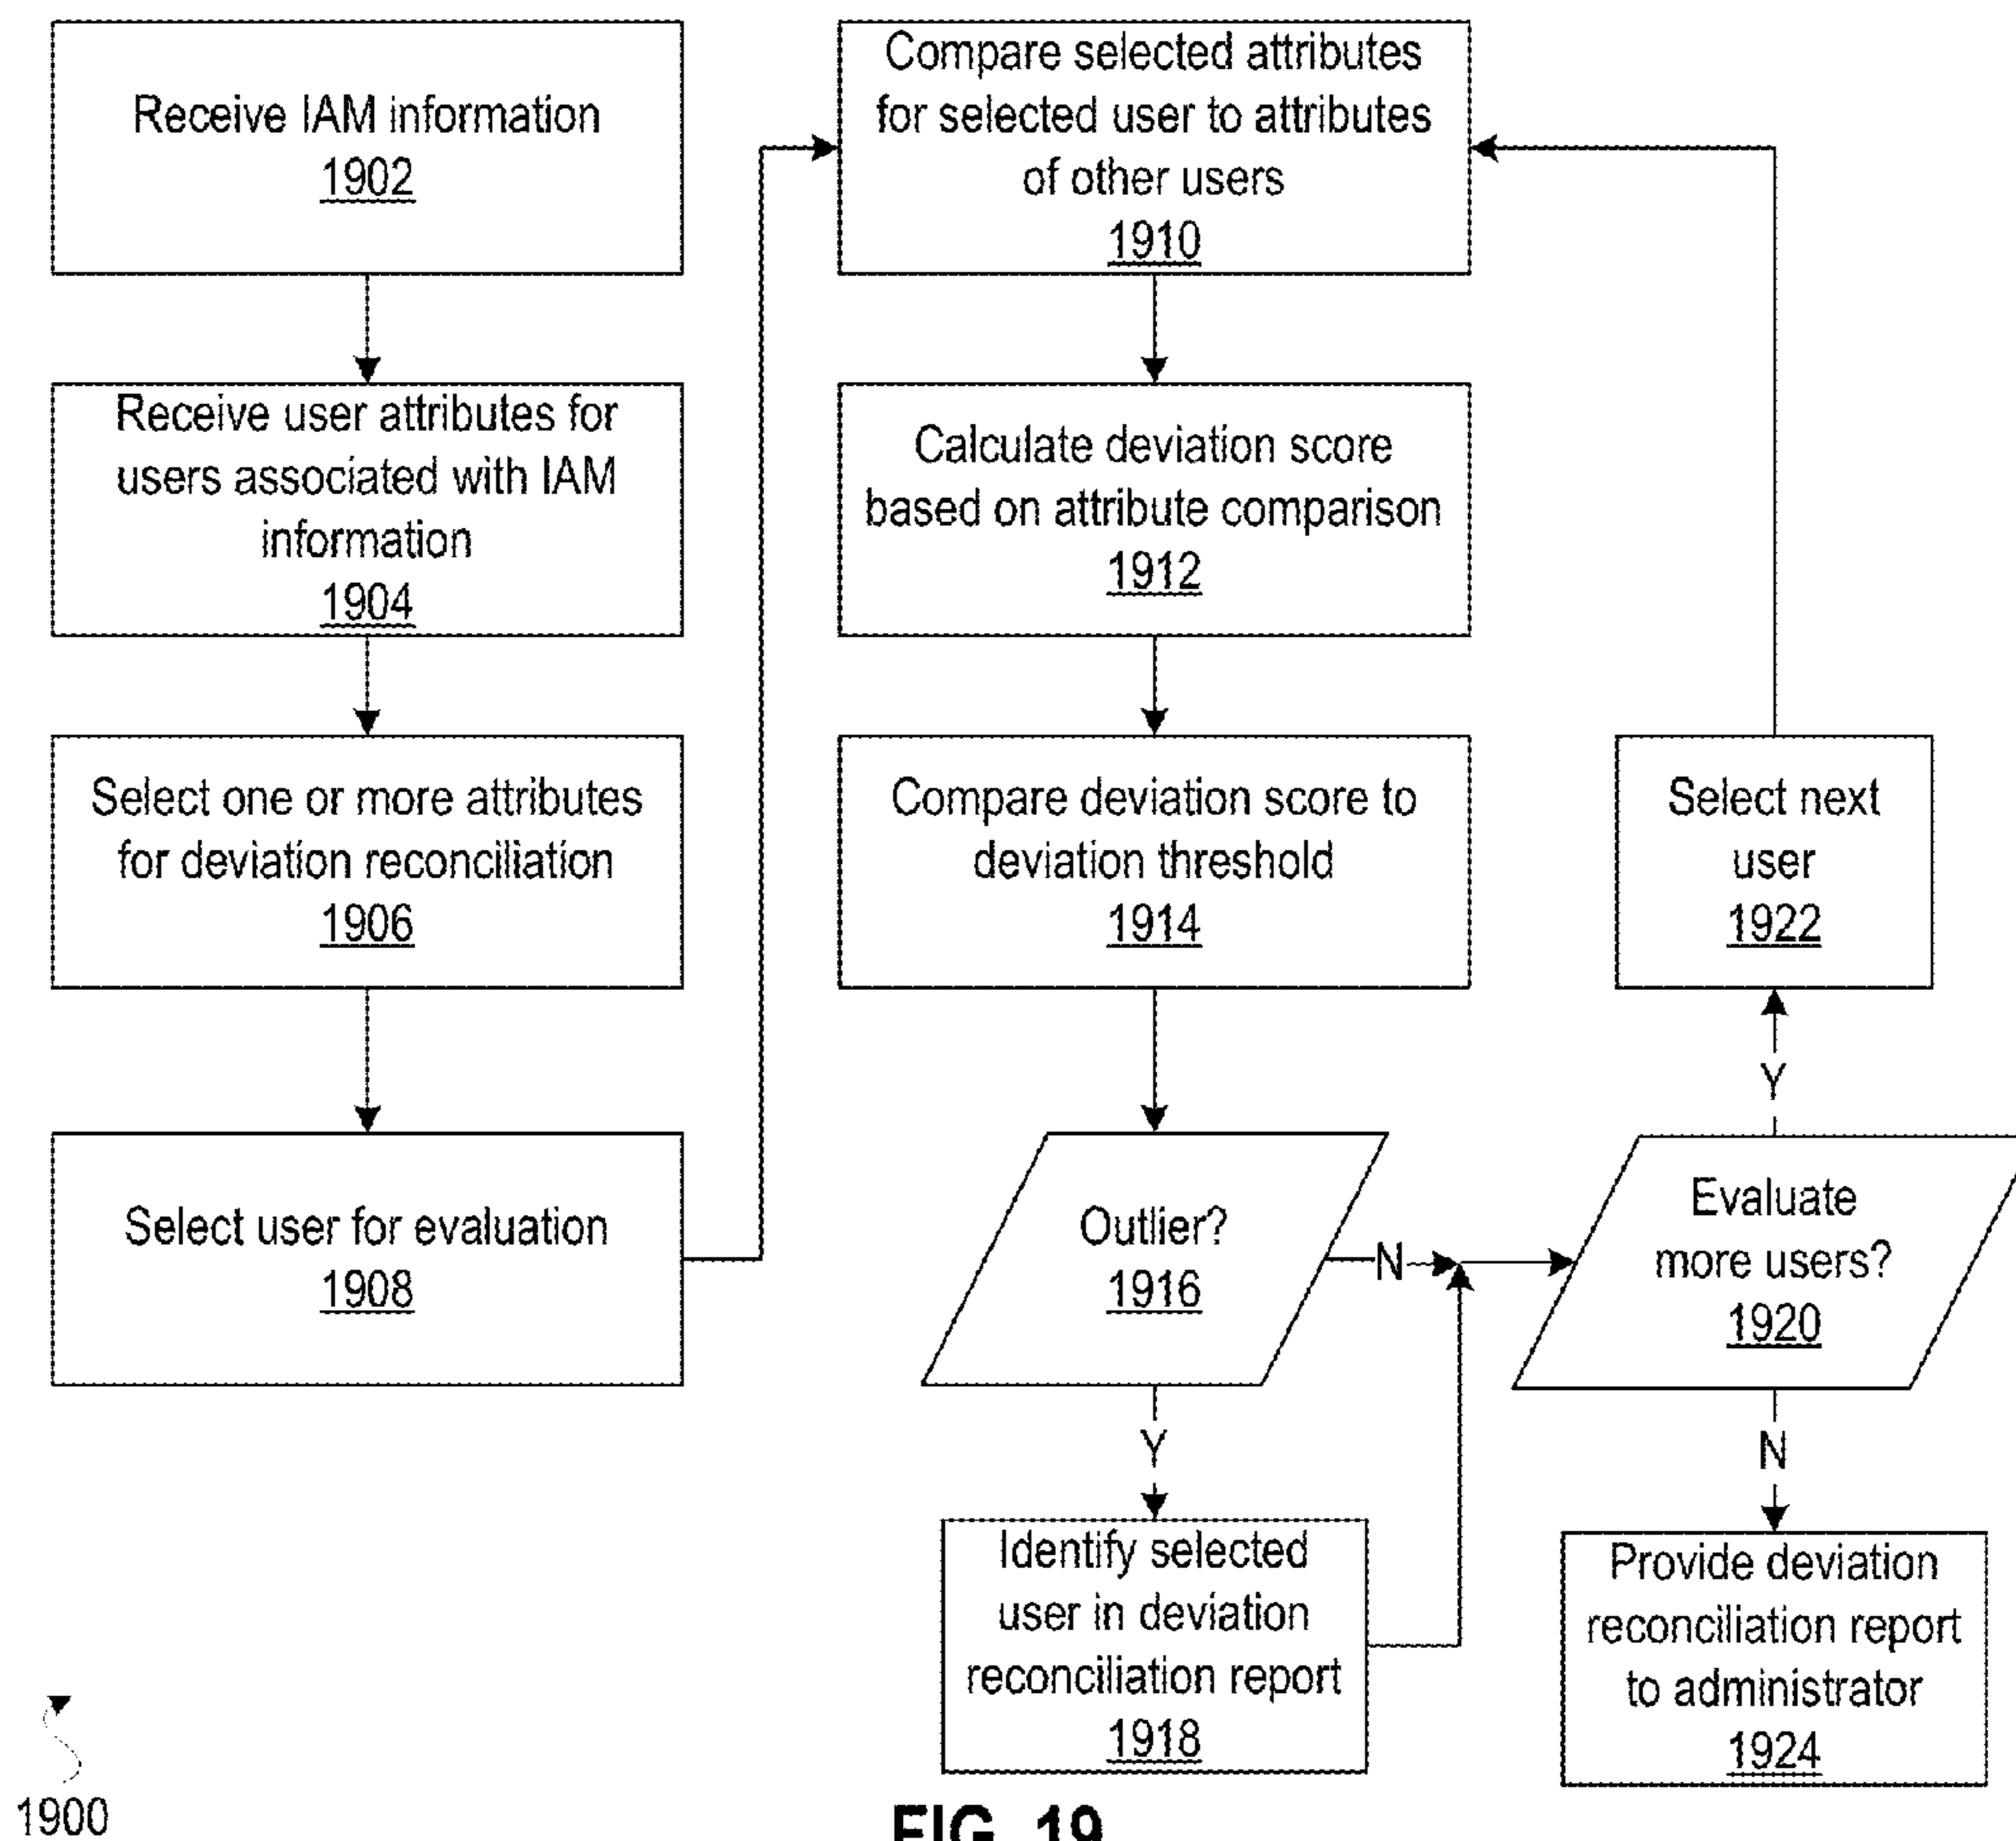 Receive IAM information
1902
Receive user attributes for
users associated with IAM
information
1904
Select one or more attributes
for deviation reconciliation
1906
Select user for evaluation
1908
Compare selected attributes
for selected user to attributes
of other users
1910
Calculate deviation score
based on attribute comparison
1912
Compare deviation score to
deviation threshold
1914
Outlier?
1916
N
Y
Identify selected
user in deviation
reconciliation report
1918
Select next
user
1922
Y
Evaluate
more users?
1920
N
Provide deviation
reconciliation report
to administrator
1924
1900
FIG. 19